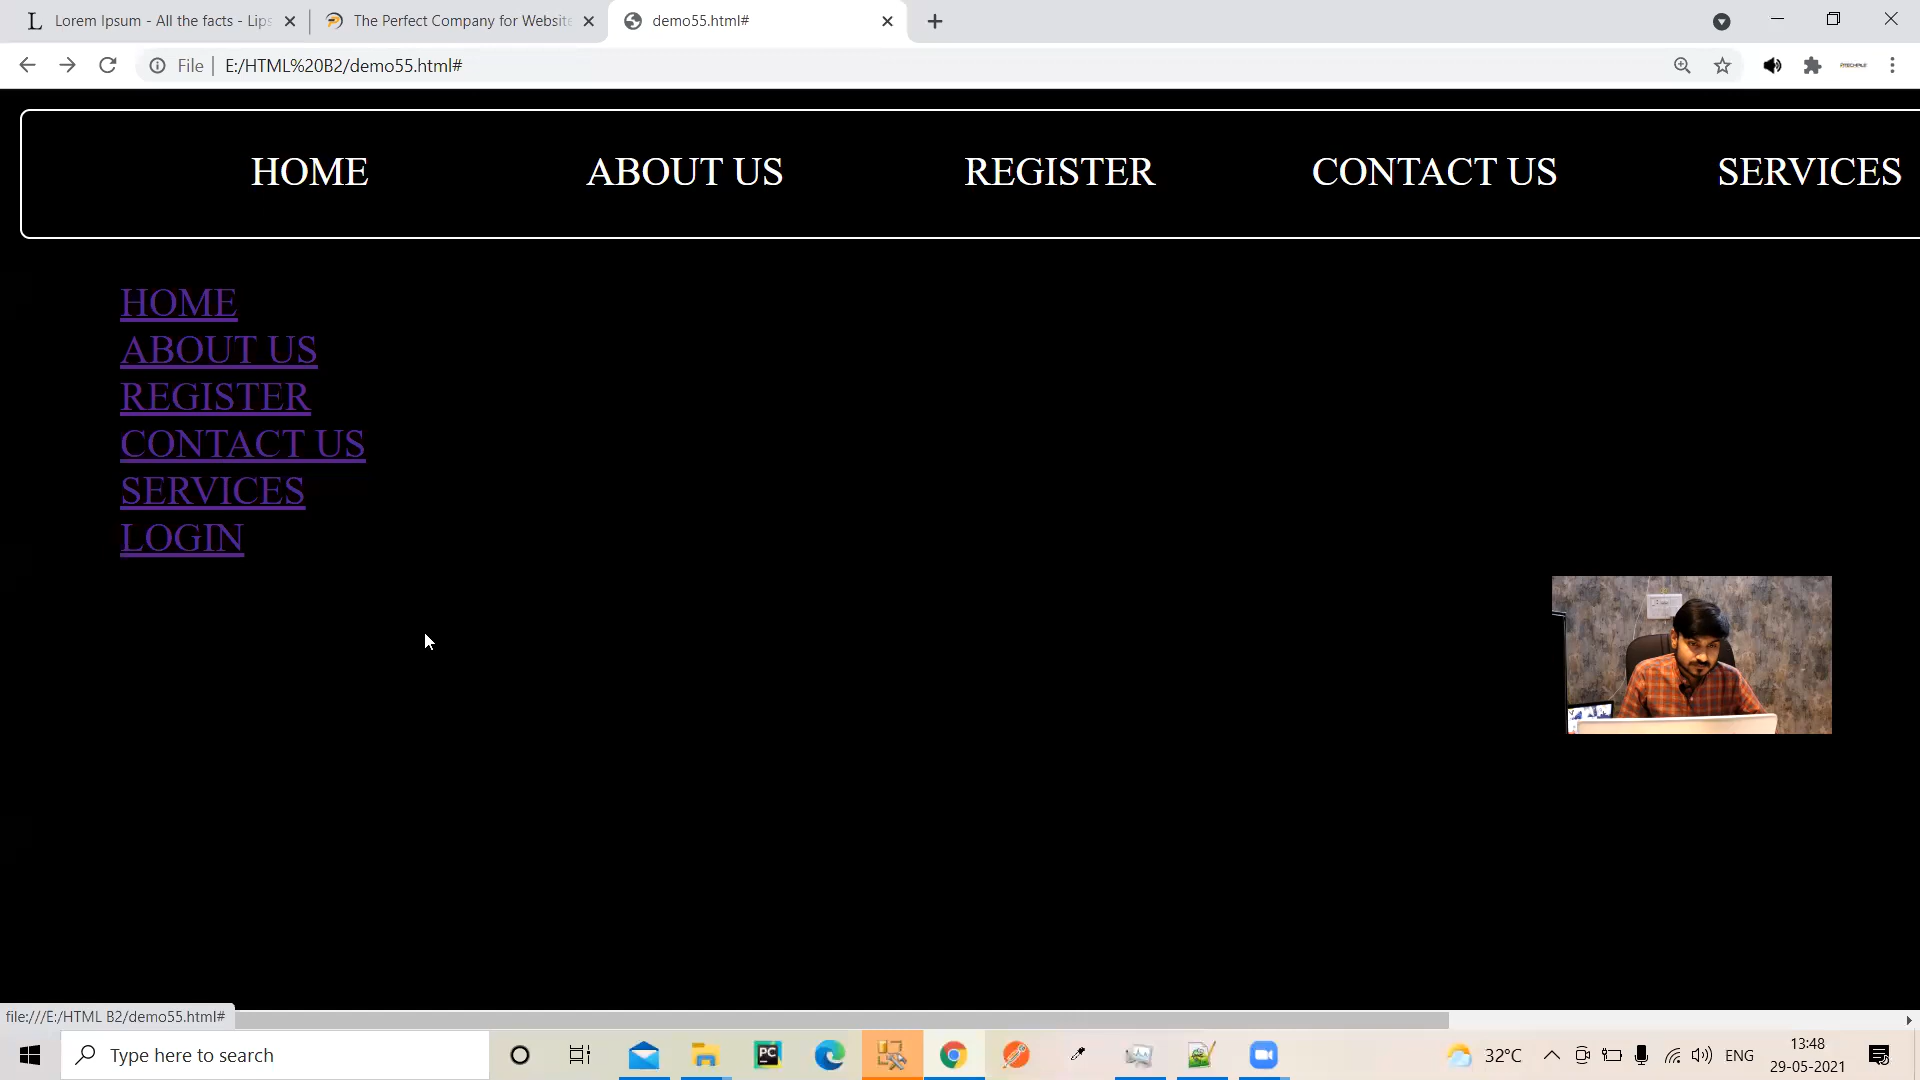 Lorem Ipsum - All the facts - Lips
The Perfect Company for Website
demo55.html#
File
E:/HTML%20B2/demo55.html#
HOME ABOUT US REGISTER CONTACT US SERVICES
HOME
ABOUT US
REGISTER
CONTACT US
SERVICES
LOGIN
file:///E:/HTML B2/demo55.html#
Type here to search
PC
32°C
ENG
13:48
29-05-2021